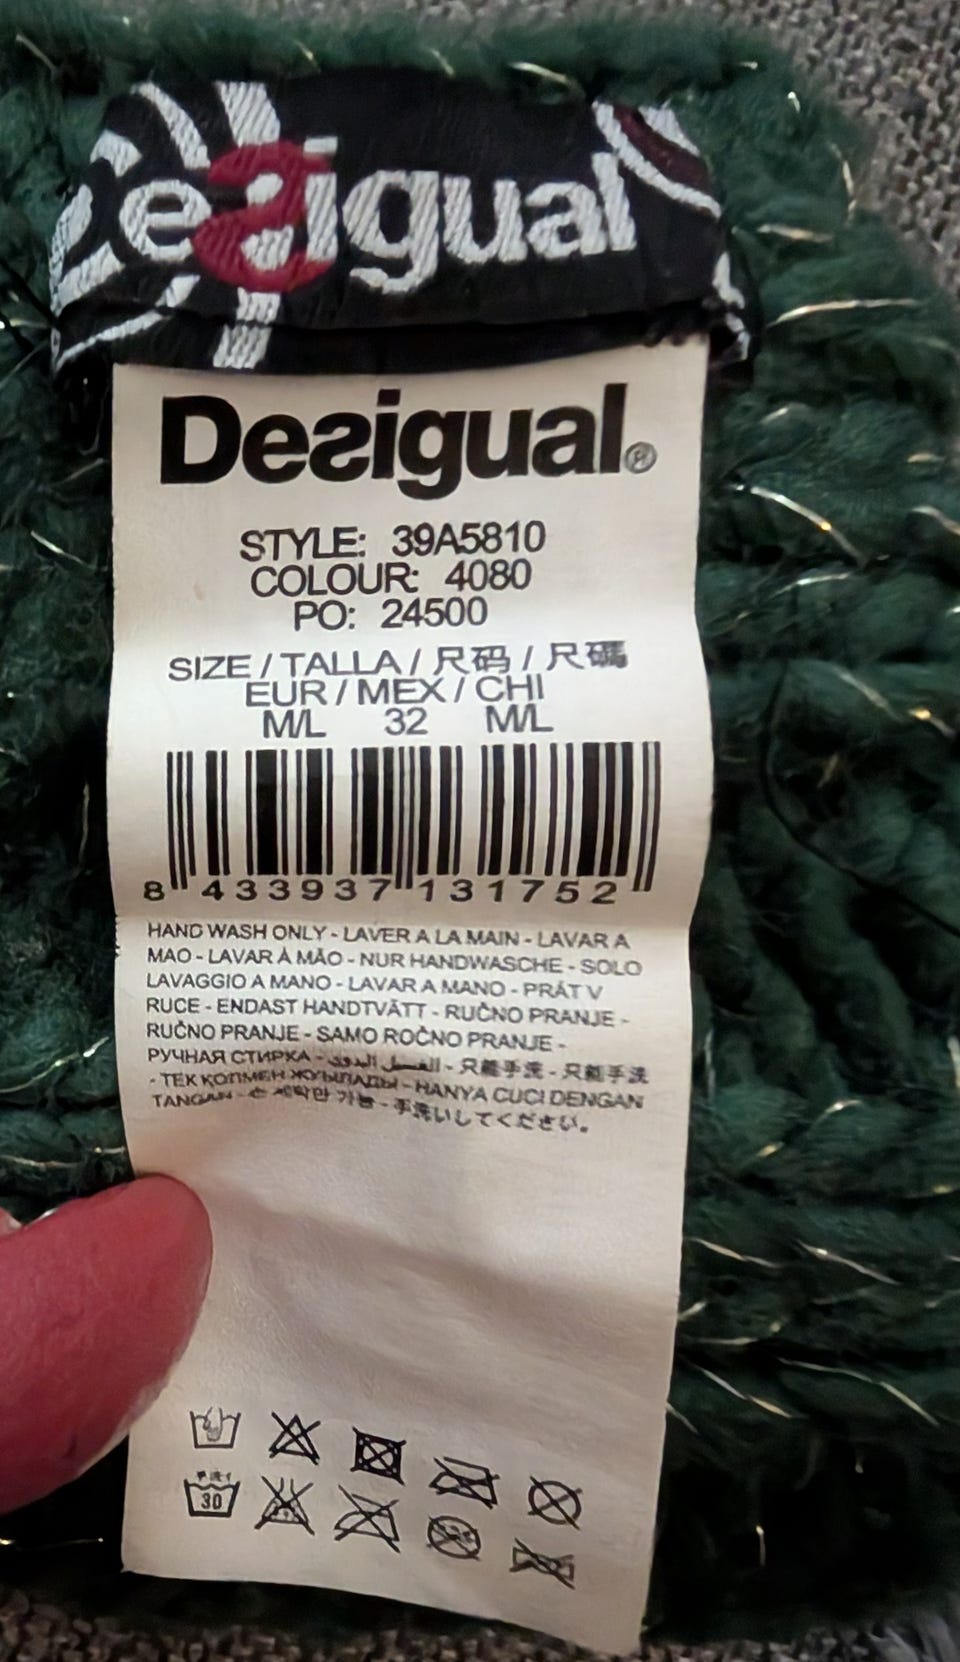 esigual
Desigual®
STYLE: 39A5810
COLOUR: 4080
PO: 24500
SIZE / TALLA / 尺码 / 尺碼
EUR / MEX / CHI
M/L 32 M/L
8 433937 131752
HAND WASH ONLY - LAVER A LA MAIN - LAVAR A
MAO - LAVAR À MÃO - NUR HANDWASCHE - SOLO
LAVAGGIO A MANO - LAVAR A MANO - PRÁT V
RUCE - ENDAST HANDTVÄTT - RUČNO PRANJE -
RUČNO PRANJE - SAMO ROČNO PRANJE -
РУЧНАЯ СТИРКА - الغسل اليدوي - 只能手洗 - 只能手洗
- ТЕК ҚОЛМЕН ЖУЫЛАДЫ - HANYA CUCI DENGAN
TANGAN - 손 세탁만 가능 - 手洗いしてください。
手洗イ
30